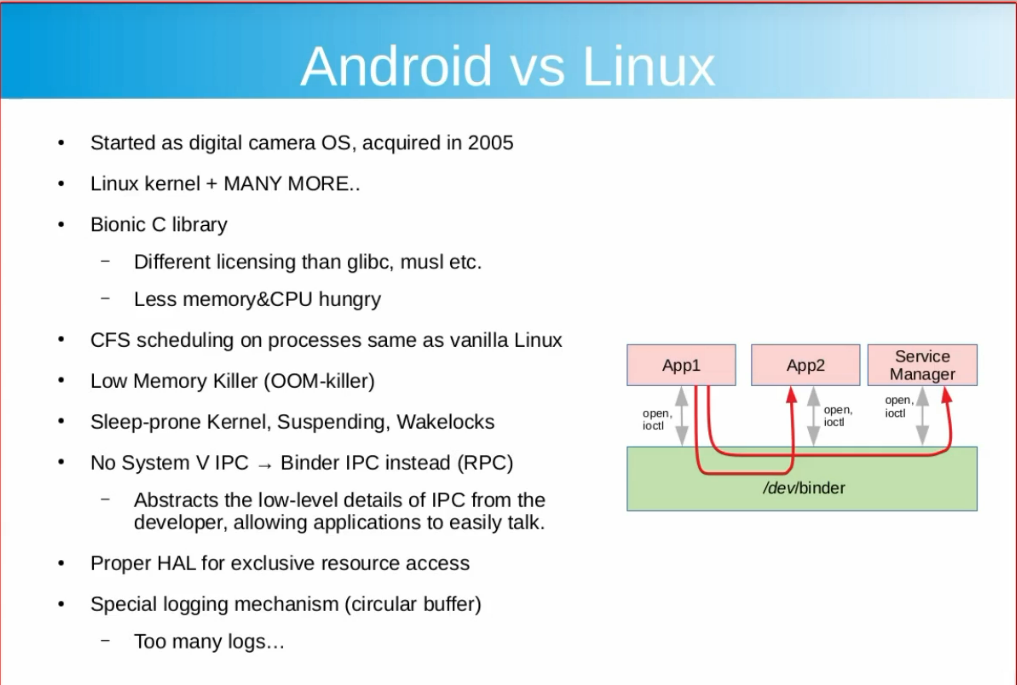 Android vs Linux
• Started as digital camera OS, acquired in 2005
• Linux kernel + MANY MORE..
• Bionic C library
– Different licensing than glibc, musl etc.
– Less memory&CPU hungry
• CFS scheduling on processes same as vanilla Linux
• Low Memory Killer (OOM-killer)
• Sleep-prone Kernel, Suspending, Wakelocks
• No System V IPC → Binder IPC instead (RPC)
– Abstracts the low-level details of IPC from the
developer, allowing applications to easily talk.
• Proper HAL for exclusive resource access
• Special logging mechanism (circular buffer)
– Too many logs…
App1
App2
Service
Manager
open,
ioctl
open,
ioctl
open,
ioctl
/dev/binder